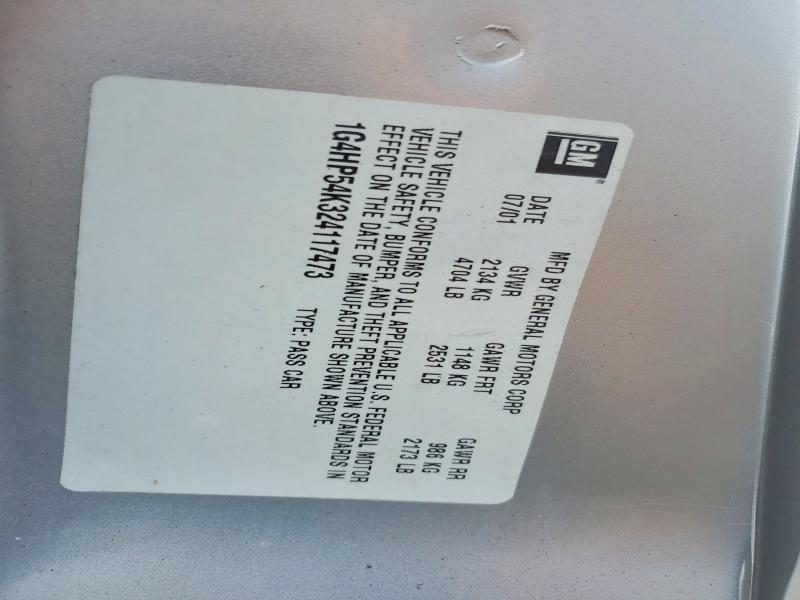 GM®
MFD BY GENERAL MOTORS CORP
DATE GVWR GAWR FRT GAWR RR
07/01 2134 KG 1148 KG 986 KG
4704 LB 2531 LB 2173 LB
THIS VEHICLE CONFORMS TO ALL APPLICABLE U.S. FEDERAL MOTOR
VEHICLE SAFETY, BUMPER, AND THEFT PREVENTION STANDARDS IN
EFFECT ON THE DATE OF MANUFACTURE SHOWN ABOVE.
1G4HP54K324117473 TYPE: PASS CAR